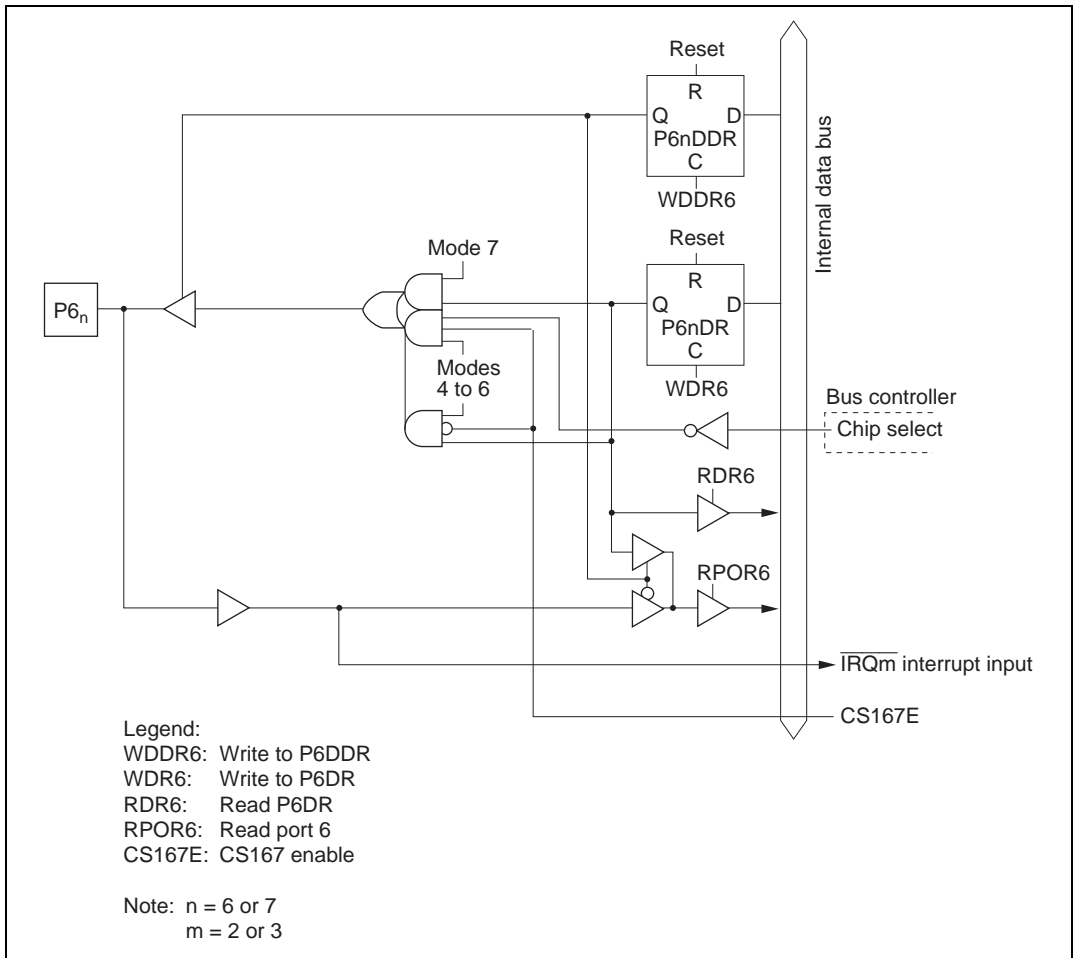 Reset
R
Q D
P6nDDR
C
WDDR6
Internal data bus
Reset
R
Q D
P6nDR
C
WDR6
Mode 7
P6n
Modes
4 to 6
Bus controller
Chip select
RDR6
RPOR6
IRQm interrupt input
CS167E
Legend:
WDDR6: Write to P6DDR
WDR6: Write to P6DR
RDR6: Read P6DR
RPOR6: Read port 6
CS167E: CS167 enable
Note: n = 6 or 7
m = 2 or 3